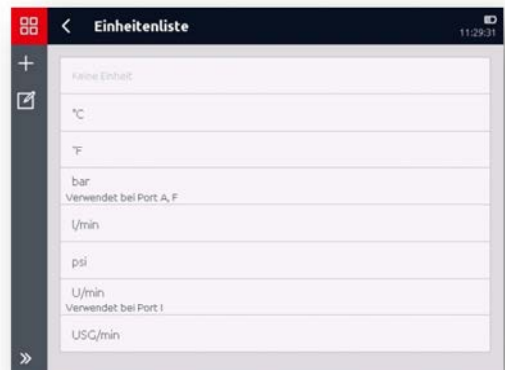 Einheitenliste
11:29:31
Keine Einheit
°C
°F
bar
Verwendet bei Port A, F
l/min
psi
U/min
Verwendet bei Port I
USG/min